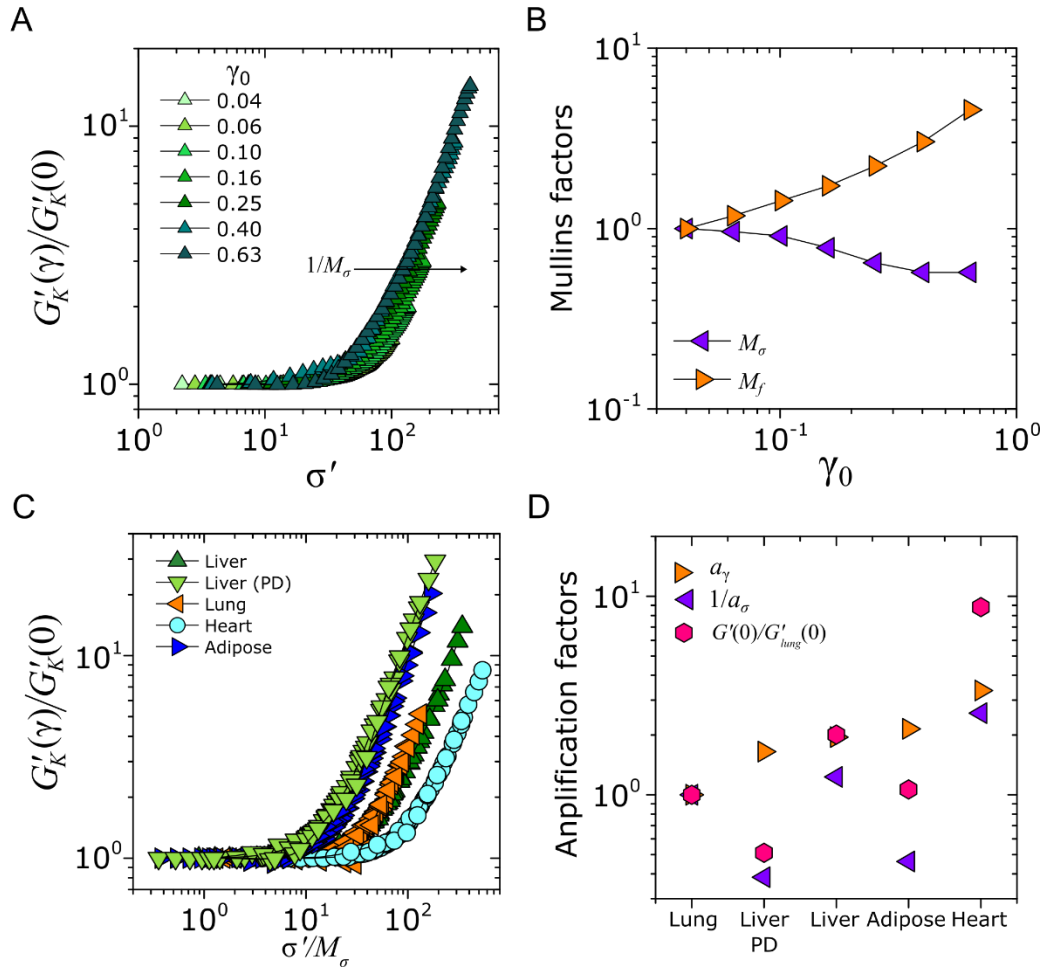 A
G′K(γ)/G′K(0)
10¹
10⁰
γ0
0.04
0.06
0.10
0.16
0.25
0.40
0.63
1/Mσ
10⁰
10¹
10²
σ′
B
Mullins factors
10¹
10⁰
10⁻¹
Mσ
Mf
10⁻¹
10⁰
γ0
C
G′K(γ)/G′K(0)
10¹
10⁰
Liver
Liver (PD)
Lung
Heart
Adipose
10⁰
10¹
10²
σ′/Mσ
D
Anplification factors
10¹
10⁰
aγ
1/aσ
G′(0)/G′lung(0)
Lung
Liver
PD
Liver
Adipose
Heart